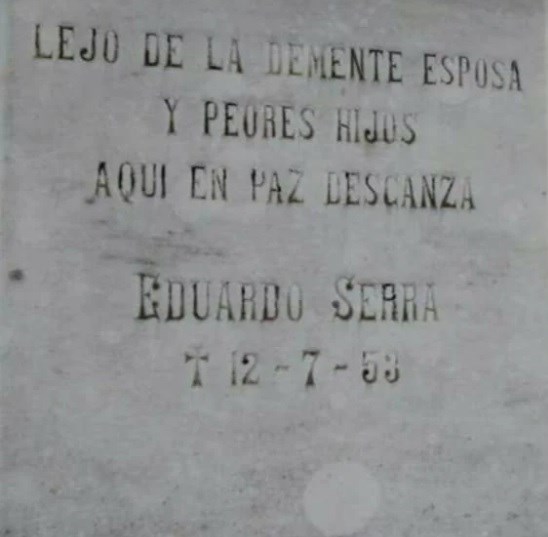 LEJO DE LA DEMENTE ESPOSA
Y PEORES HIJOS
AQUI EN PAZ DESCANZA
EDUARDO SERRA
† 12 - 7 - 53